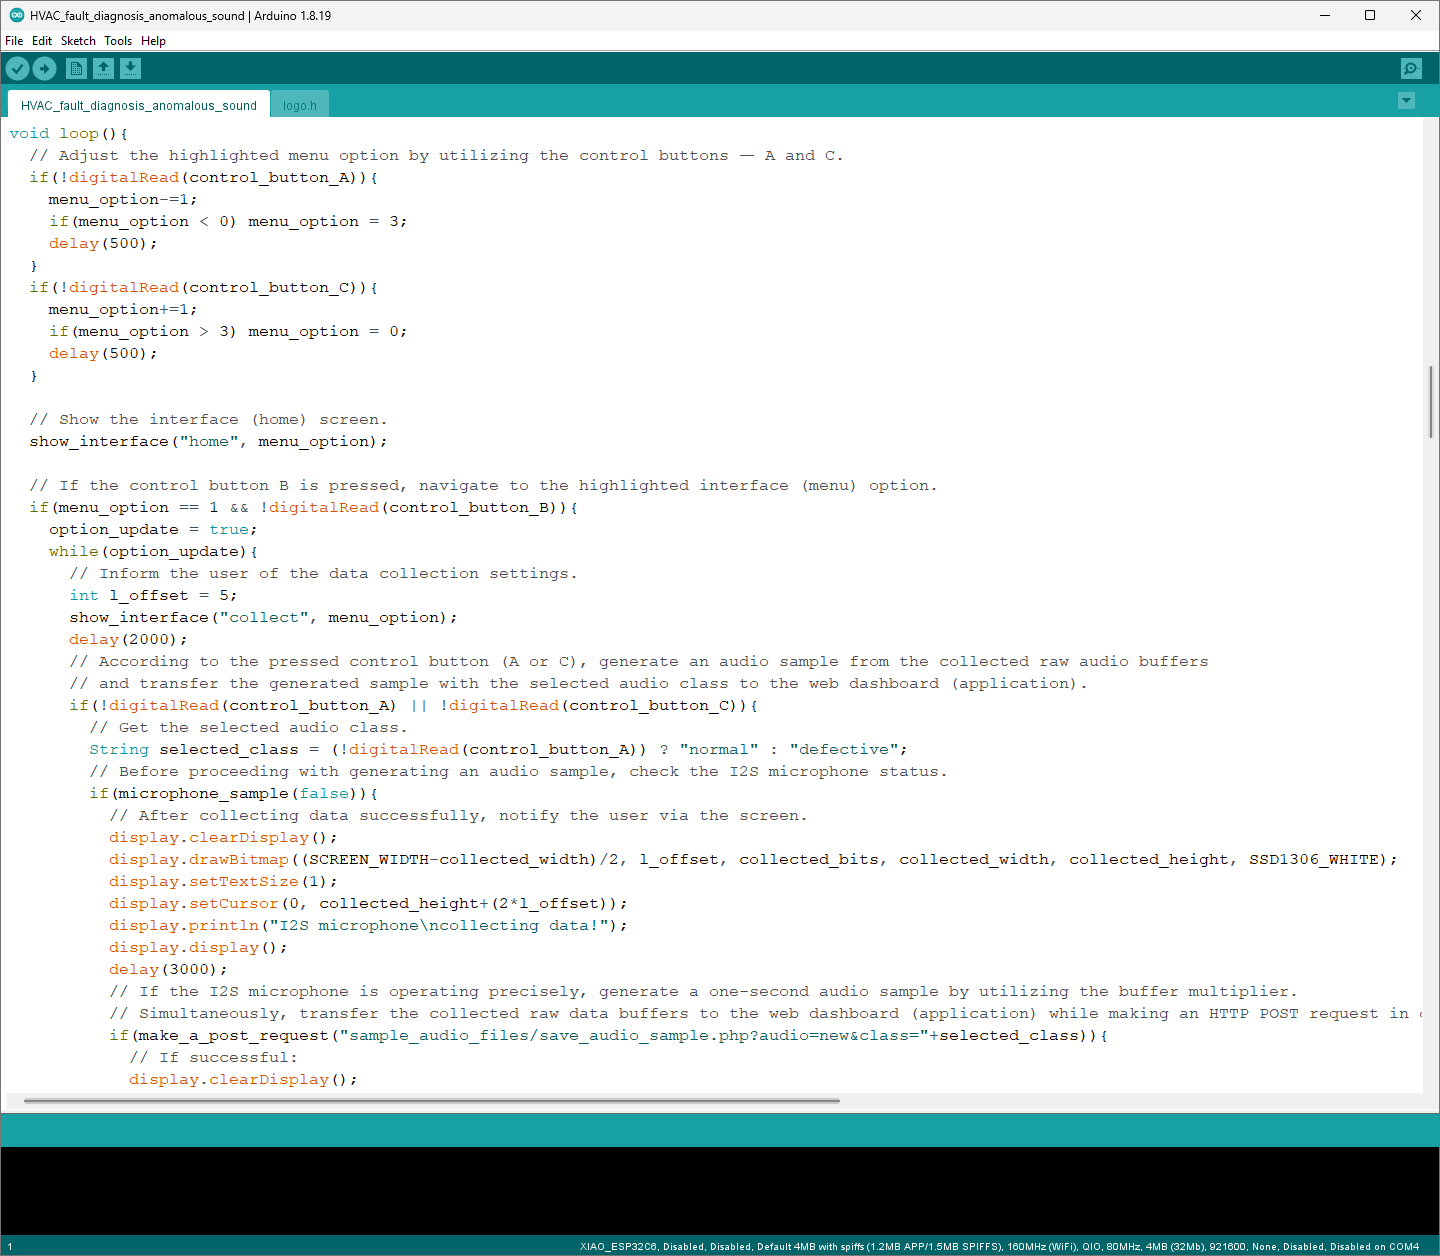 HVAC_fault_diagnosis_anomalous_sound | Arduino 1.8.19
File Edit Sketch Tools Help
HVAC_fault_diagnosis_anomalous_sound logo.h
void loop(){
  // Adjust the highlighted menu option by utilizing the control buttons — A and C.
  if(!digitalRead(control_button_A)){
    menu_option-=1;
    if(menu_option < 0) menu_option = 3;
    delay(500);
  }
  if(!digitalRead(control_button_C)){
    menu_option+=1;
    if(menu_option > 3) menu_option = 0;
    delay(500);
  }
  // Show the interface (home) screen.
  show_interface("home", menu_option);
  // If the control button B is pressed, navigate to the highlighted interface (menu) option.
  if(menu_option == 1 && !digitalRead(control_button_B)){
    option_update = true;
    while(option_update){
      // Inform the user of the data collection settings.
      int l_offset = 5;
      show_interface("collect", menu_option);
      delay(2000);
      // According to the pressed control button (A or C), generate an audio sample from the collected raw audio buffers
      // and transfer the generated sample with the selected audio class to the web dashboard (application).
      if(!digitalRead(control_button_A) || !digitalRead(control_button_C)){
        // Get the selected audio class.
        String selected_class = (!digitalRead(control_button_A)) ? "normal" : "defective";
        // Before proceeding with generating an audio sample, check the I2S microphone status.
        if(microphone_sample(false)){
          // After collecting data successfully, notify the user via the screen.
          display.clearDisplay();
          display.drawBitmap((SCREEN_WIDTH-collected_width)/2, l_offset, collected_bits, collected_width, collected_height, SSD1306_WHITE);
          display.setTextSize(1);
          display.setCursor(0, collected_height+(2*l_offset));
          display.println("I2S microphone\ncollecting data!");
          display.display();
          delay(3000);
          // If the I2S microphone is operating precisely, generate a one-second audio sample by utilizing the buffer multiplier.
          // Simultaneously, transfer the collected raw data buffers to the web dashboard (application) while making an HTTP POST request in
          if(make_a_post_request("sample_audio_files/save_audio_sample.php?audio=new&class="+selected_class)){
            // If successful:
            display.clearDisplay();
1 XIAO_ESP32C6, Disabled, Disabled, Default 4MB with spiffs (1.2MB APP/1.5MB SPIFFS), 160MHz (WiFi), QIO, 80MHz, 4MB (32Mb), 921600, None, Disabled, Disabled on COM4